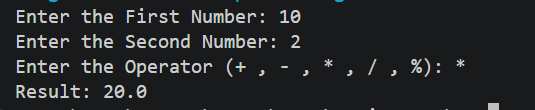 Enter the First Number: 10
Enter the Second Number: 2
Enter the Operator (+ , - , * , / , %): *
Result: 20.0